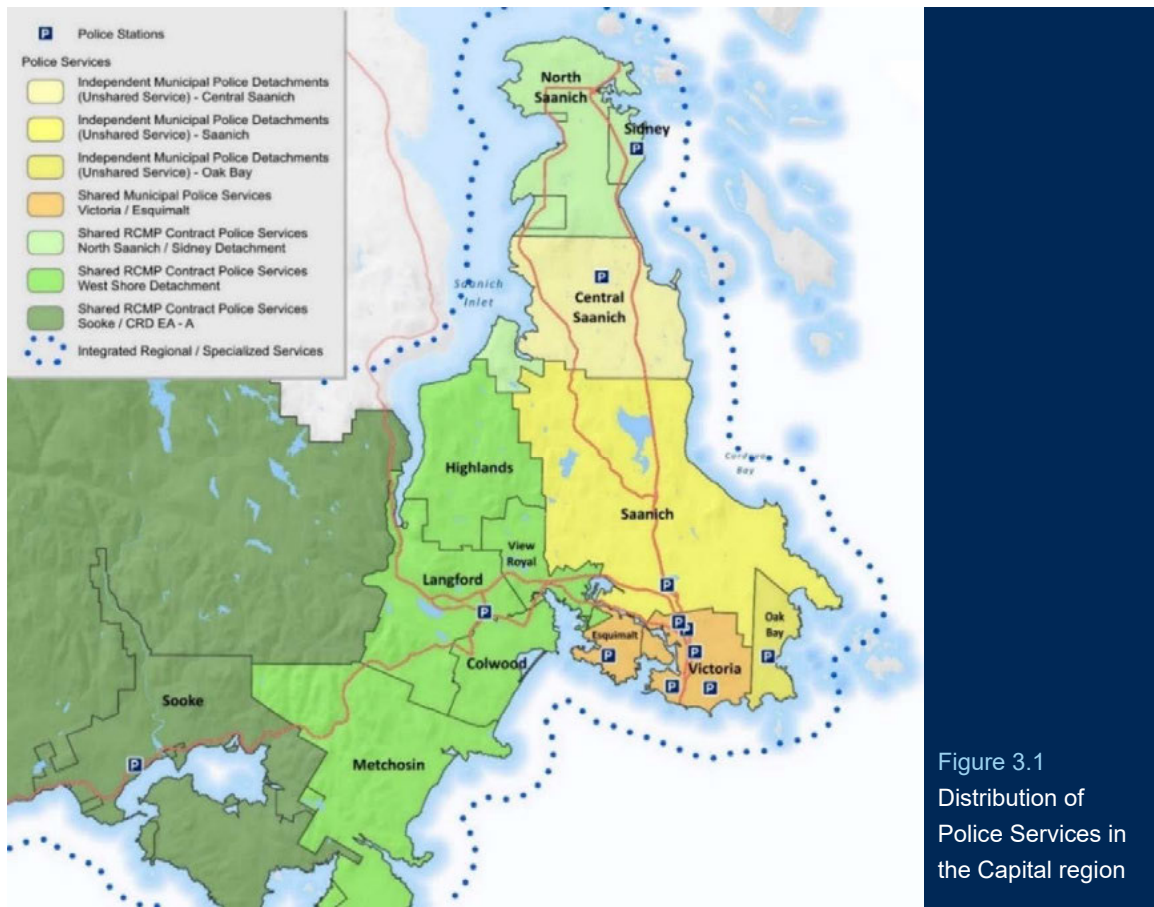 P Police Stations
Police Services
Independent Municipal Police Detachments
(Unshared Service) - Central Saanich
Independent Municipal Police Detachments
(Unshared Service) - Saanich
Independent Municipal Police Detachments
(Unshared Service) - Oak Bay
Shared Municipal Police Services
Victoria / Esquimalt
Shared RCMP Contract Police Services
North Saanich / Sidney Detachment
Shared RCMP Contract Police Services
West Shore Detachment
Shared RCMP Contract Police Services
Sooke / CRD EA - A
Integrated Regional / Specialized Services
North
Saanich
Sidney
P
P
Saanich
Inlet
Central
Saanich
Cordova
Bay
Highlands
Saanich
View
Royal
Langford
P
P
Oak
Bay
P
P
Esquimalt
P
P
P
Victoria
P
P
P
Colwood
Sooke
P
Metchosin
Figure 3.1
Distribution of
Police Services in
the Capital region